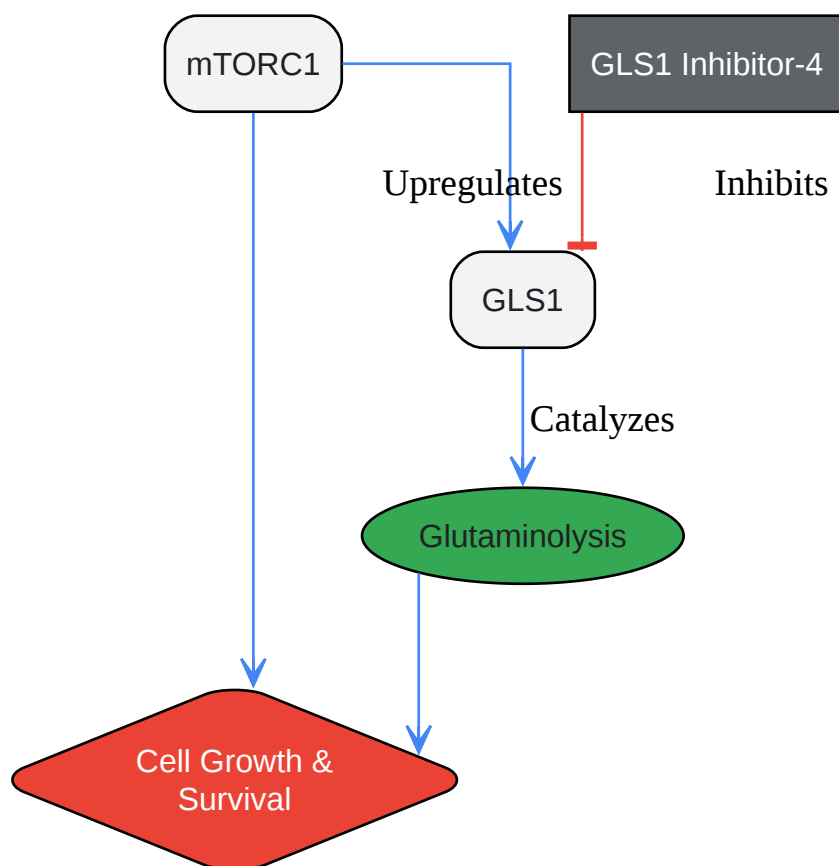 mTORC1
GLS1 Inhibitor-4
Upregulates
Inhibits
GLS1
Catalyzes
Glutaminolysis
Cell Growth &
Survival